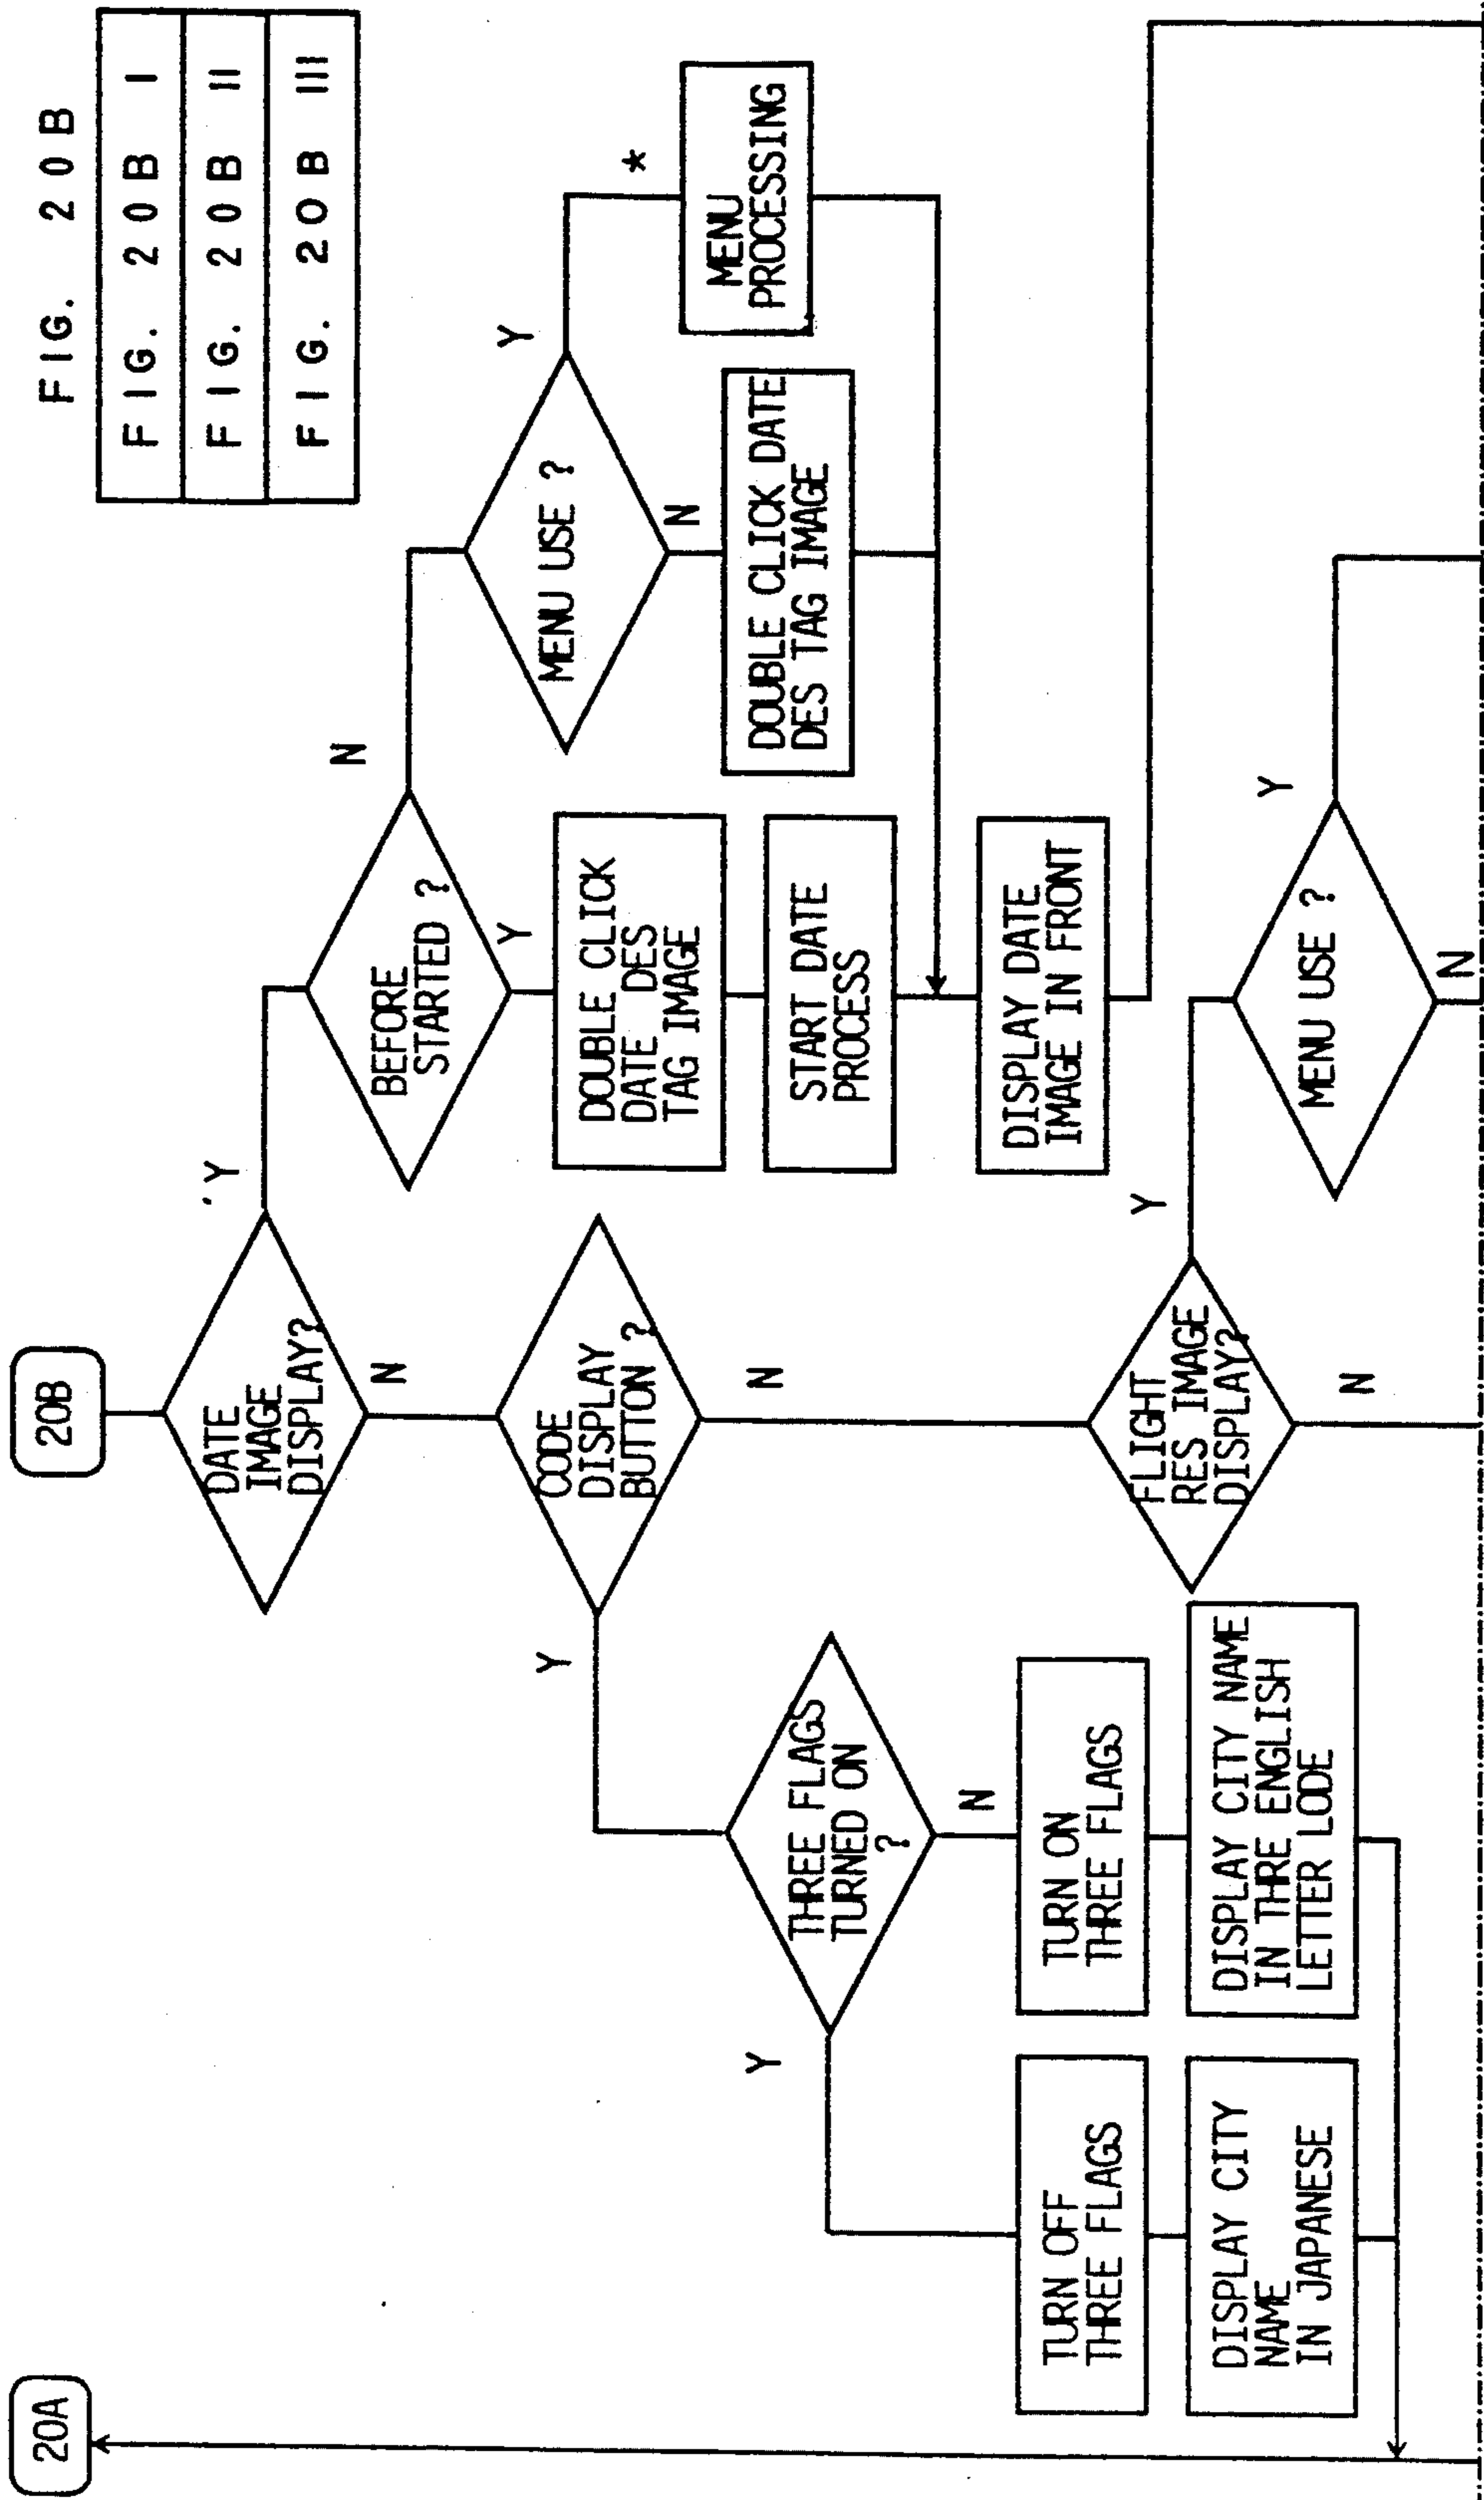 FIG. 20B
FIG. 20B I
FIG. 20B II
FIG. 20B III
20A
20B
DATE
IMAGE
DISPLAY?
'Y
N
BEFORE
STARTED ?
N
Y
MENU USE ?
Y
N
*
MENU
PROCESSING
DOUBLE CLICK DATE
DES TAG IMAGE
DOUBLE CLICK
DATE DES
TAG IMAGE
START DATE
PROCESS
DISPLAY DATE
IMAGE IN FRONT
CODE
DISPLAY
BUTTON ?
Y
N
THREE FLAGS
TURNED ON
?
Y
N
TURN OFF
THREE FLAGS
TURN ON
THREE FLAGS
DISPLAY CITY
NAME
IN JAPANESE
DISPLAY CITY NAME
IN THRE ENGLISH
LETTER LODE
FLIGHT
RES IMAGE
DISPLAY?
Y
N
MENU USE ?
Y
N